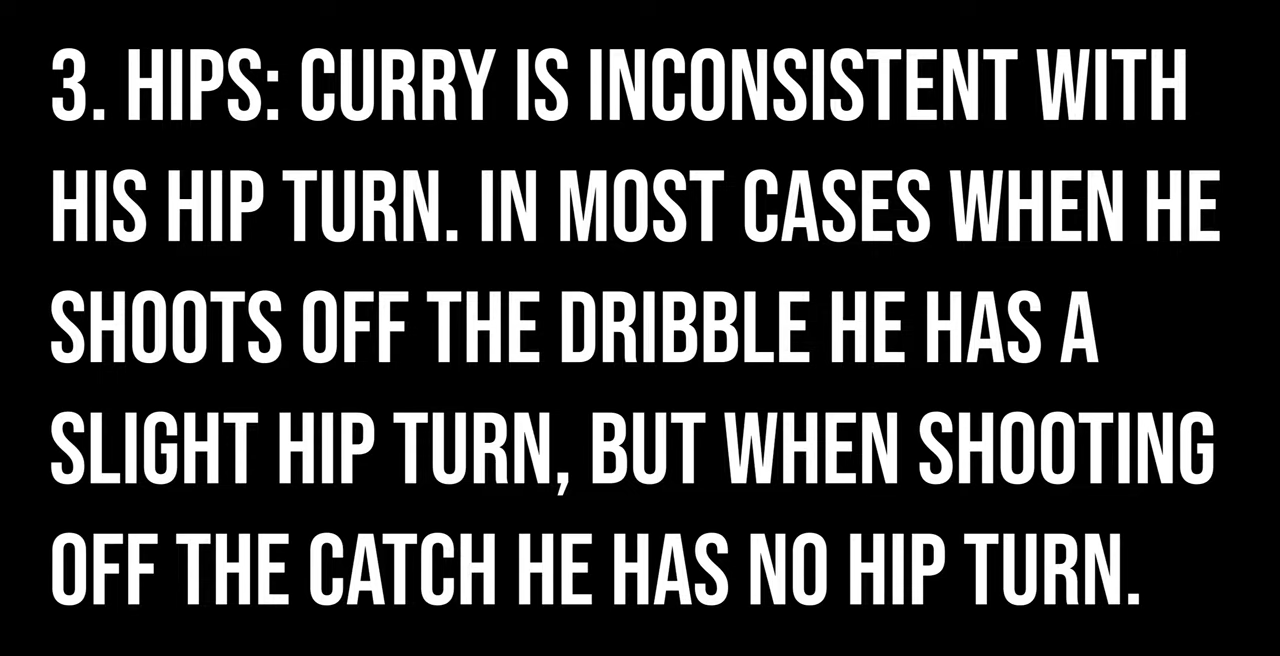 3. HIPS: CURRY IS INCONSISTENT WITH
HIS HIP TURN. IN MOST CASES WHEN HE
SHOOTS OFF THE DRIBBLE HE HAS A
SLIGHT HIP TURN, BUT WHEN SHOOTING
OFF THE CATCH HE HAS NO HIP TURN.